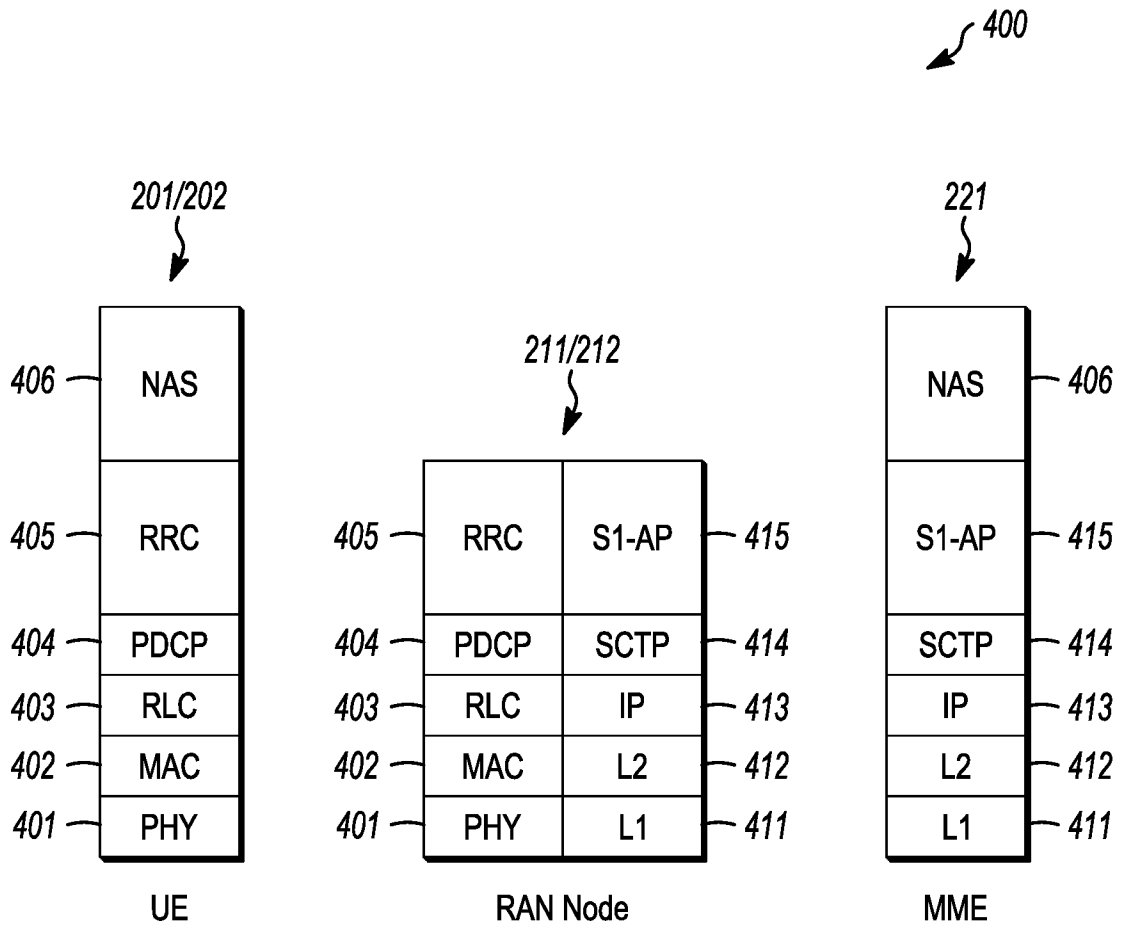 400
201/202
221
211/212
406 NAS NAS 406
405 RRC 405 RRC S1-AP 415 S1-AP 415
404 PDCP 404 PDCP SCTP 414 SCTP 414
403 RLC 403 RLC IP 413 IP 413
402 MAC 402 MAC L2 412 L2 412
401 PHY 401 PHY L1 411 L1 411
UE RAN Node MME